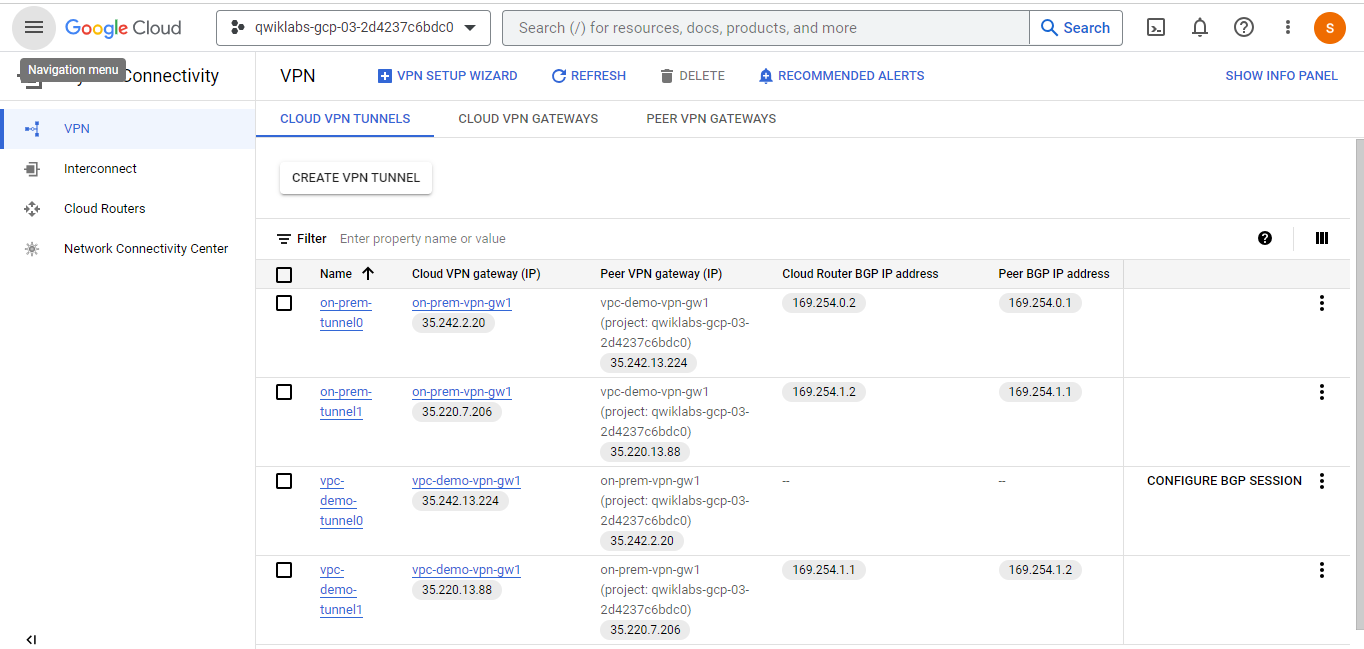 Google Cloud
qwiklabs-gcp-03-2d4237c6bdc0
Search (/) for resources, docs, products, and more
Search
S
Navigation menu
Connectivity
VPN
VPN SETUP WIZARD
REFRESH
DELETE
RECOMMENDED ALERTS
SHOW INFO PANEL
VPN
Interconnect
Cloud Routers
Network Connectivity Center
CLOUD VPN TUNNELS
CLOUD VPN GATEWAYS
PEER VPN GATEWAYS
CREATE VPN TUNNEL
Filter
Enter property name or value
Name
Cloud VPN gateway (IP)
Peer VPN gateway (IP)
Cloud Router BGP IP address
Peer BGP IP address
on-prem-
tunnel0
on-prem-vpn-gw1
35.242.2.20
vpc-demo-vpn-gw1
(project: qwiklabs-gcp-03-
2d4237c6bdc0)
35.242.13.224
169.254.0.2
169.254.0.1
on-prem-
tunnel1
on-prem-vpn-gw1
35.220.7.206
vpc-demo-vpn-gw1
(project: qwiklabs-gcp-03-
2d4237c6bdc0)
35.220.13.88
169.254.1.2
169.254.1.1
vpc-
demo-
tunnel0
vpc-demo-vpn-gw1
35.242.13.224
on-prem-vpn-gw1
(project: qwiklabs-gcp-03-
2d4237c6bdc0)
35.242.2.20
--
--
CONFIGURE BGP SESSION
vpc-
demo-
tunnel1
vpc-demo-vpn-gw1
35.220.13.88
on-prem-vpn-gw1
(project: qwiklabs-gcp-03-
2d4237c6bdc0)
35.220.7.206
169.254.1.1
169.254.1.2